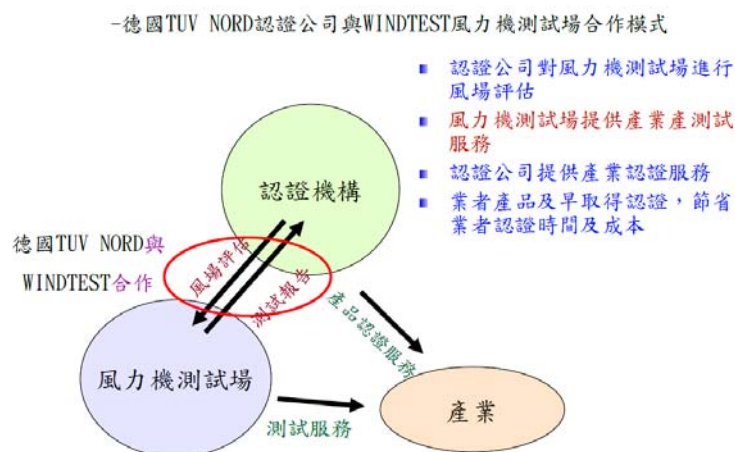 -德國TUV NORD認證公司與WINDTEST風力機測試場合作模式
認證公司對風力機測試場進行
風場評估
風力機測試場提供產業產測試
服務
認證公司提供產業認證服務
業者產品及早取得認證，節省
業者認證時間及成本
認證機構
德國TUV NORD與
WINDTEST合作
風場評估
測試報告
產品認證服務
風力機測試場
測試服務
產業